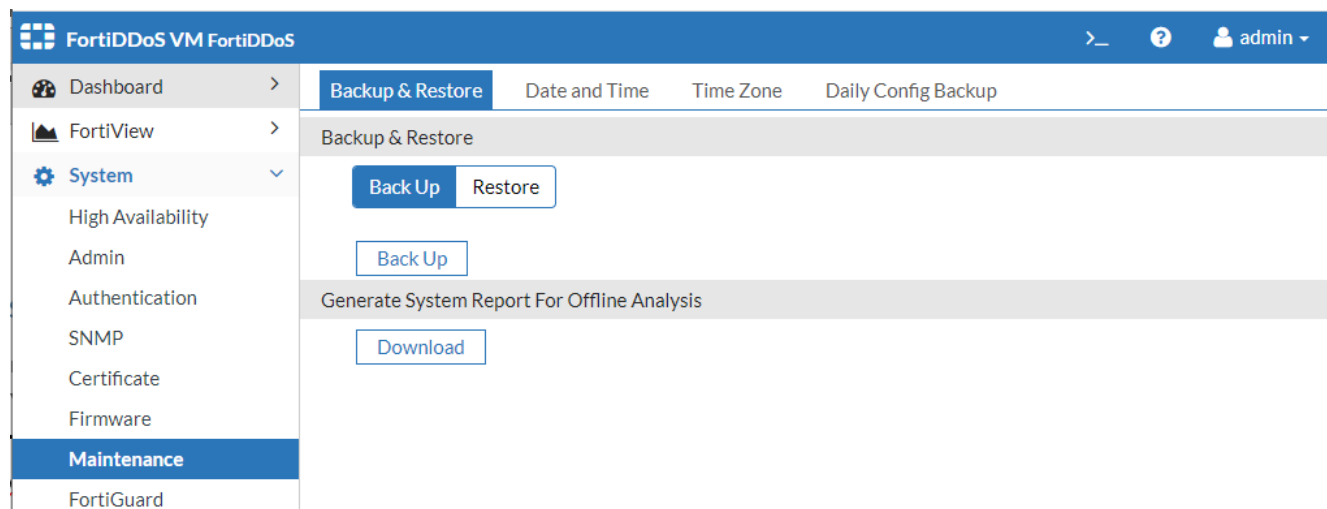 FortiDDoS VM FortiDDoS
>_
?
admin
Dashboard
FortiView
System
High Availability
Admin
Authentication
SNMP
Certificate
Firmware
Maintenance
FortiGuard
Backup & Restore Date and Time Time Zone Daily Config Backup
Backup & Restore
Back Up Restore
Back Up
Generate System Report For Offline Analysis
Download